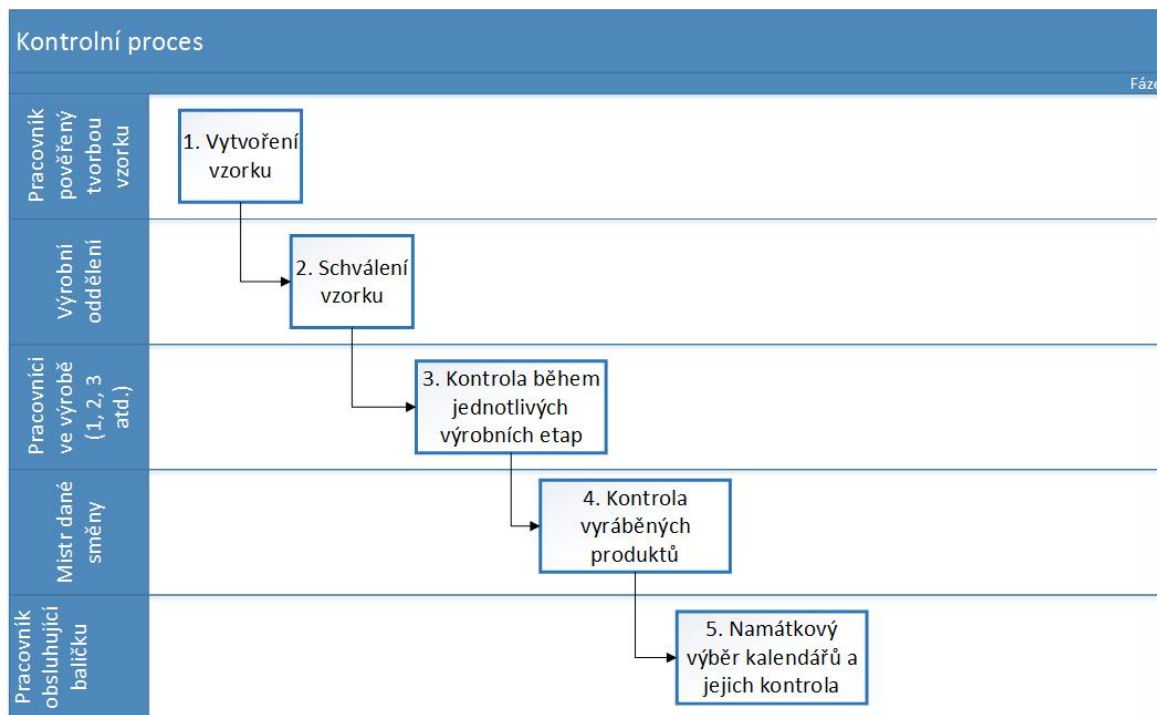 Kontrolní proces
Fáze
Pracovník
pověřený
tvorbou
vzorku
1. Vytvoření
vzorku
Výrobní
oddělení
2. Schválení
vzorku
Pracovníci
ve výrobě
(1, 2, 3
atd.)
3. Kontrola během
jednotlivých
výrobních etap
Mistr dané
směny
4. Kontrola
vyráběných
produktů
Pracovník
obsluhující
baličku
5. Namátkový
výběr kalendářů a
jejich kontrola